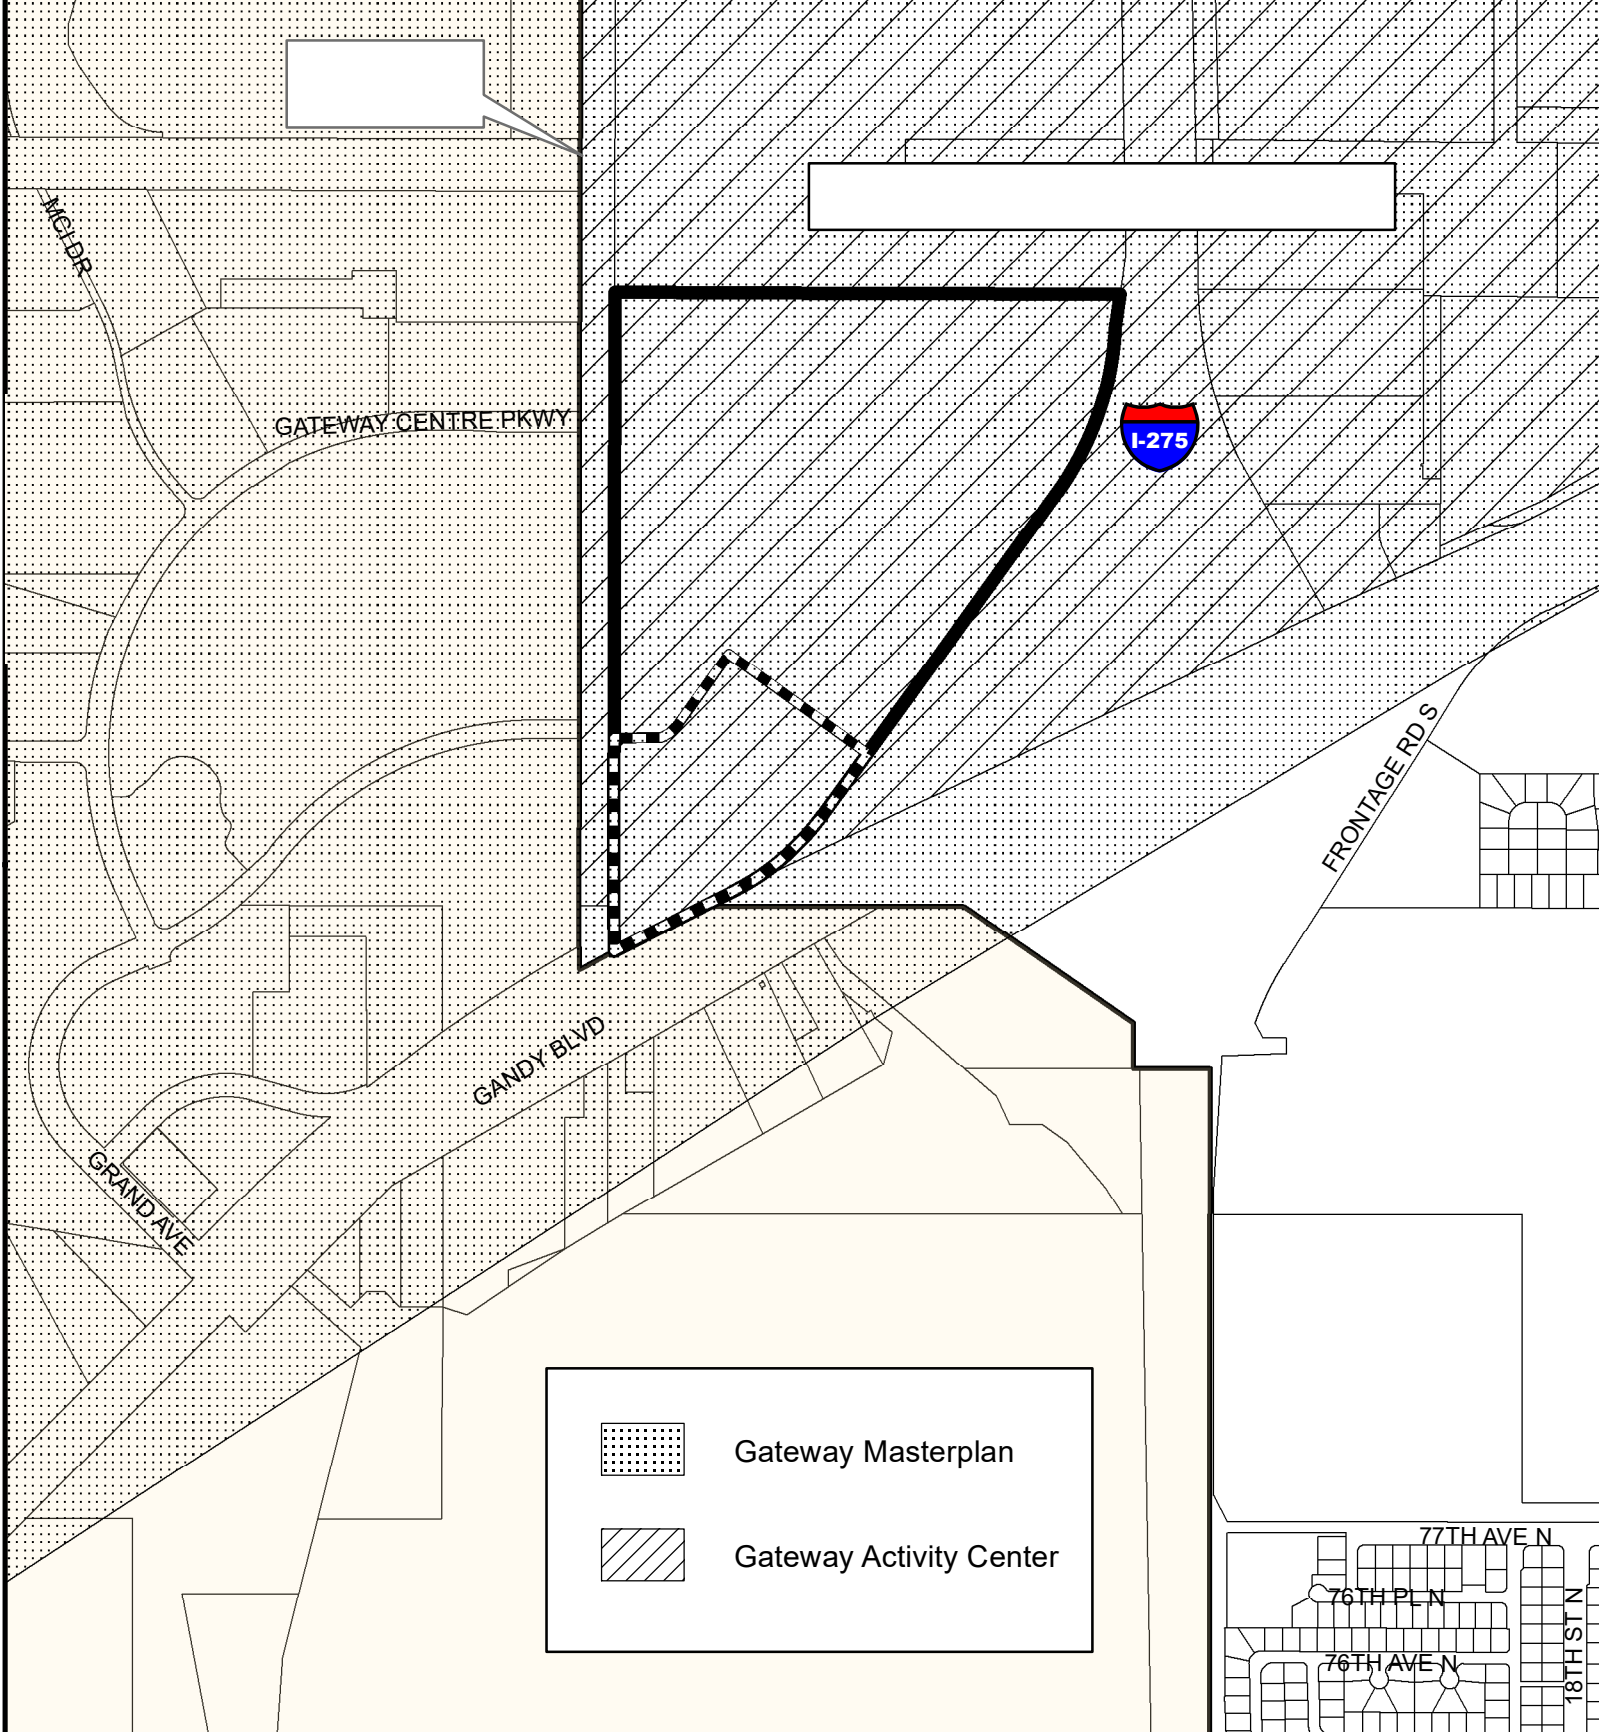 MCI DR
GATEWAY CENTRE PKWY
I-275
FRONTAGE RD S
GANDY BLVD
GRAND AVE
Gateway Masterplan
Gateway Activity Center
77TH AVE N
76TH PL N
76TH AVE N
18TH ST N